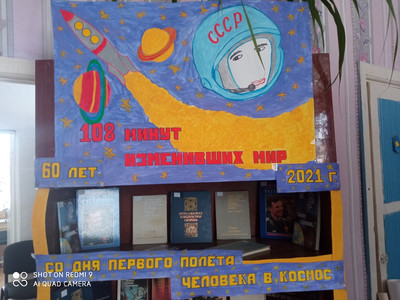 СССР
108 минут
изменивших мир
60 лет
2021 г
со дня первого полёта
человека в космос
SHOT ON REDMI 9
AI QUAD CAMERA